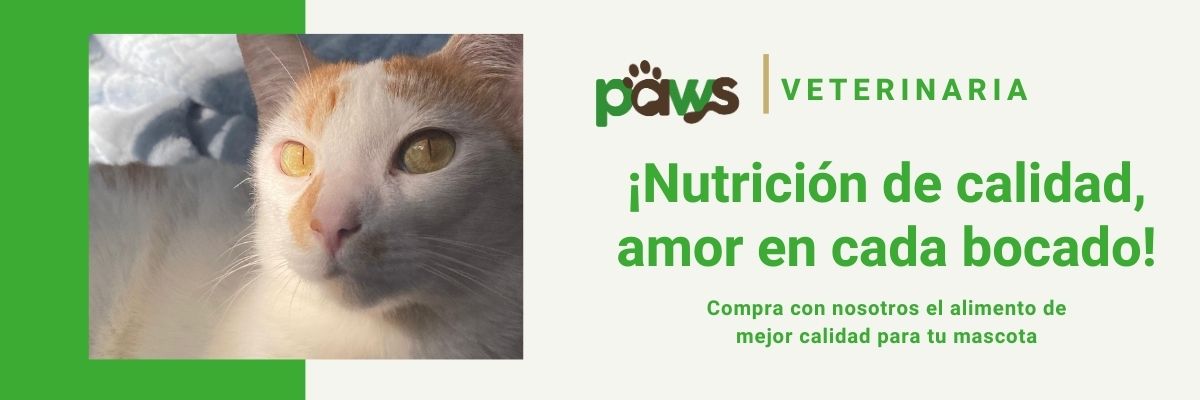 paws
VETERINARIA
¡Nutrición de calidad,
amor en cada bocado!
Compra con nosotros el alimento de
mejor calidad para tu mascota